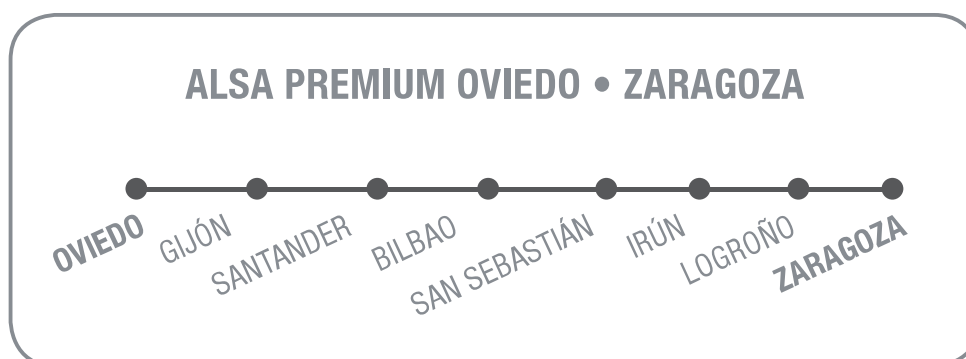 ALSA PREMIUM OVIEDO • ZARAGOZA
OVIEDO
GIJÓN
SANTANDER
BILBAO
SAN SEBASTIÁN
IRÚN
LOGROÑO
ZARAGOZA